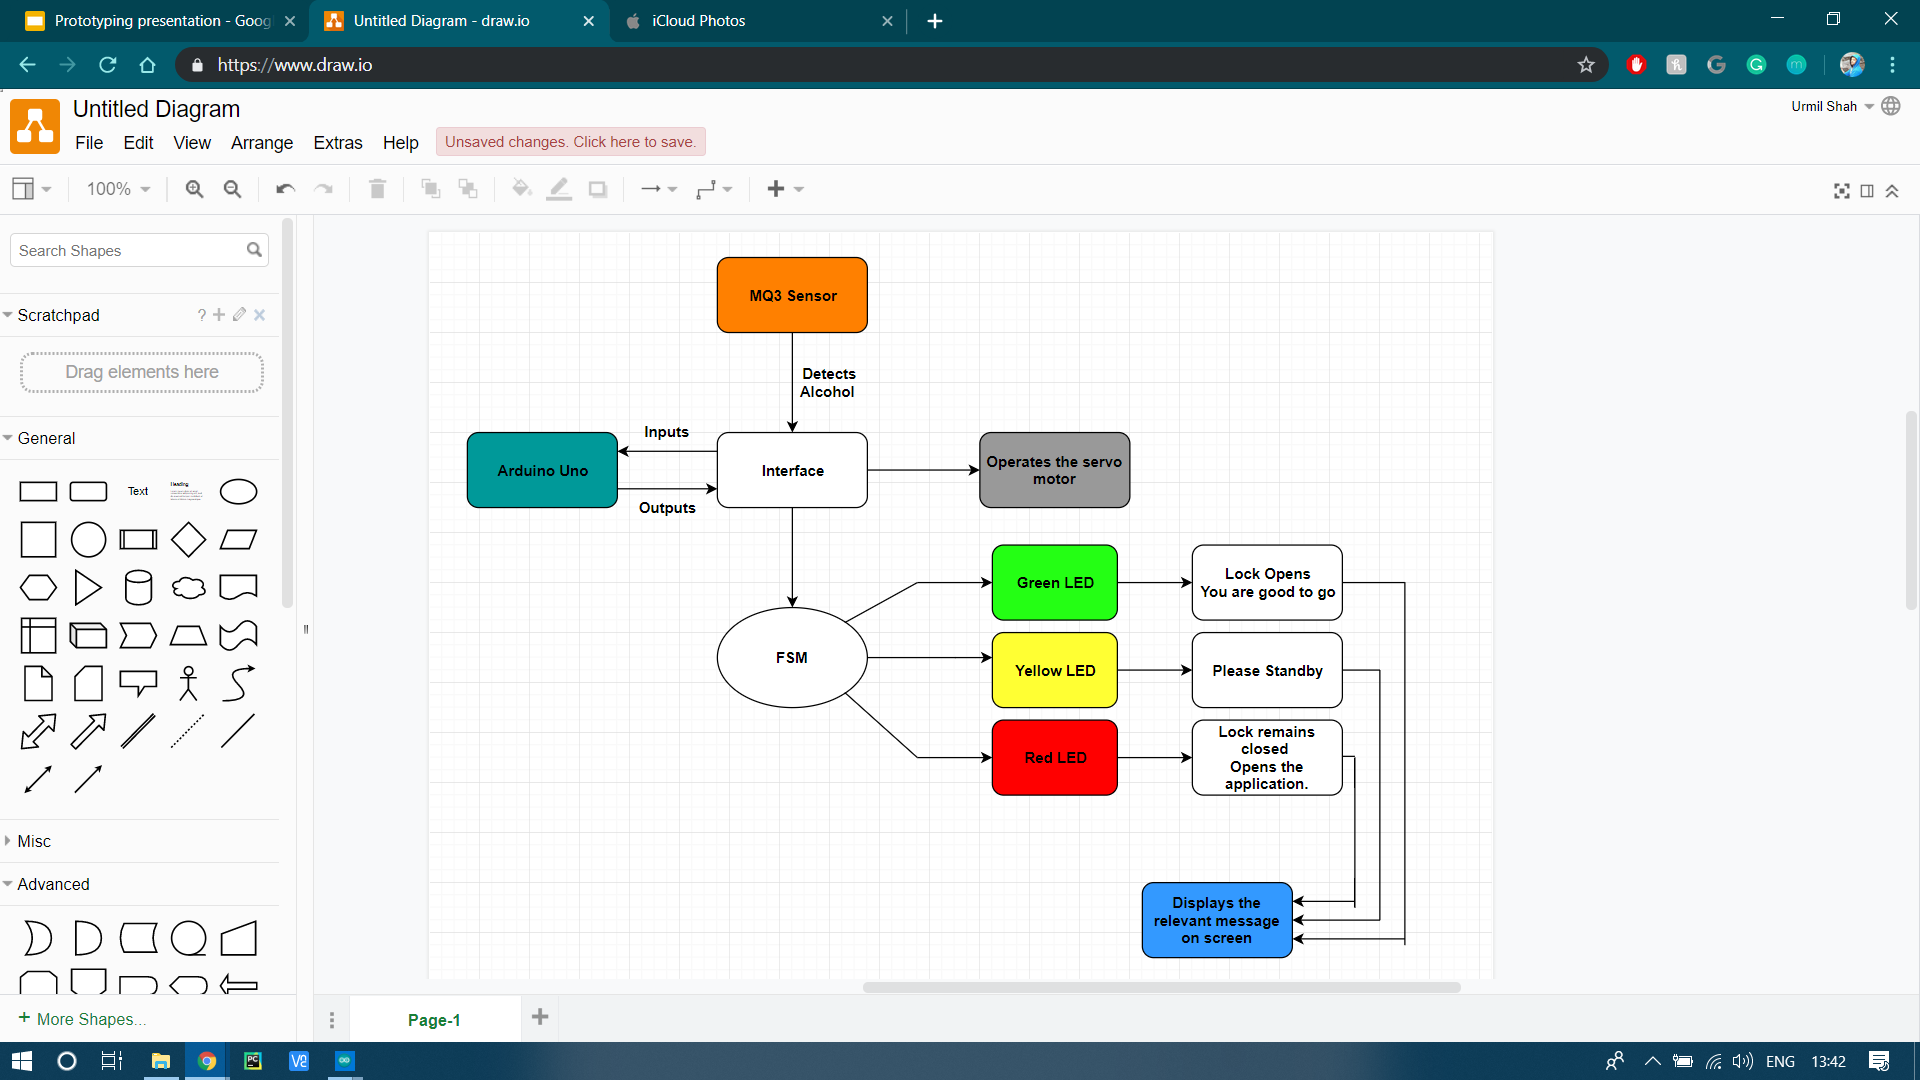 Prototyping presentation - Goog
Untitled Diagram - draw.io
iCloud Photos
https://www.draw.io
Untitled Diagram
Urmil Shah
File Edit View Arrange Extras Help
Unsaved changes. Click here to save.
100%
Search Shapes
Scratchpad
?
Drag elements here
General
Text
Heading
Misc
Advanced
+ More Shapes...
MQ3 Sensor
Detects
Alcohol
Inputs
Arduino Uno
Interface
Operates the servo
motor
Outputs
Green LED
Lock Opens
You are good to go
FSM
Yellow LED
Please Standby
Red LED
Lock remains
closed
Opens the
application.
Displays the
relevant message
on screen
Page-1
PC
V2
ENG
13:42